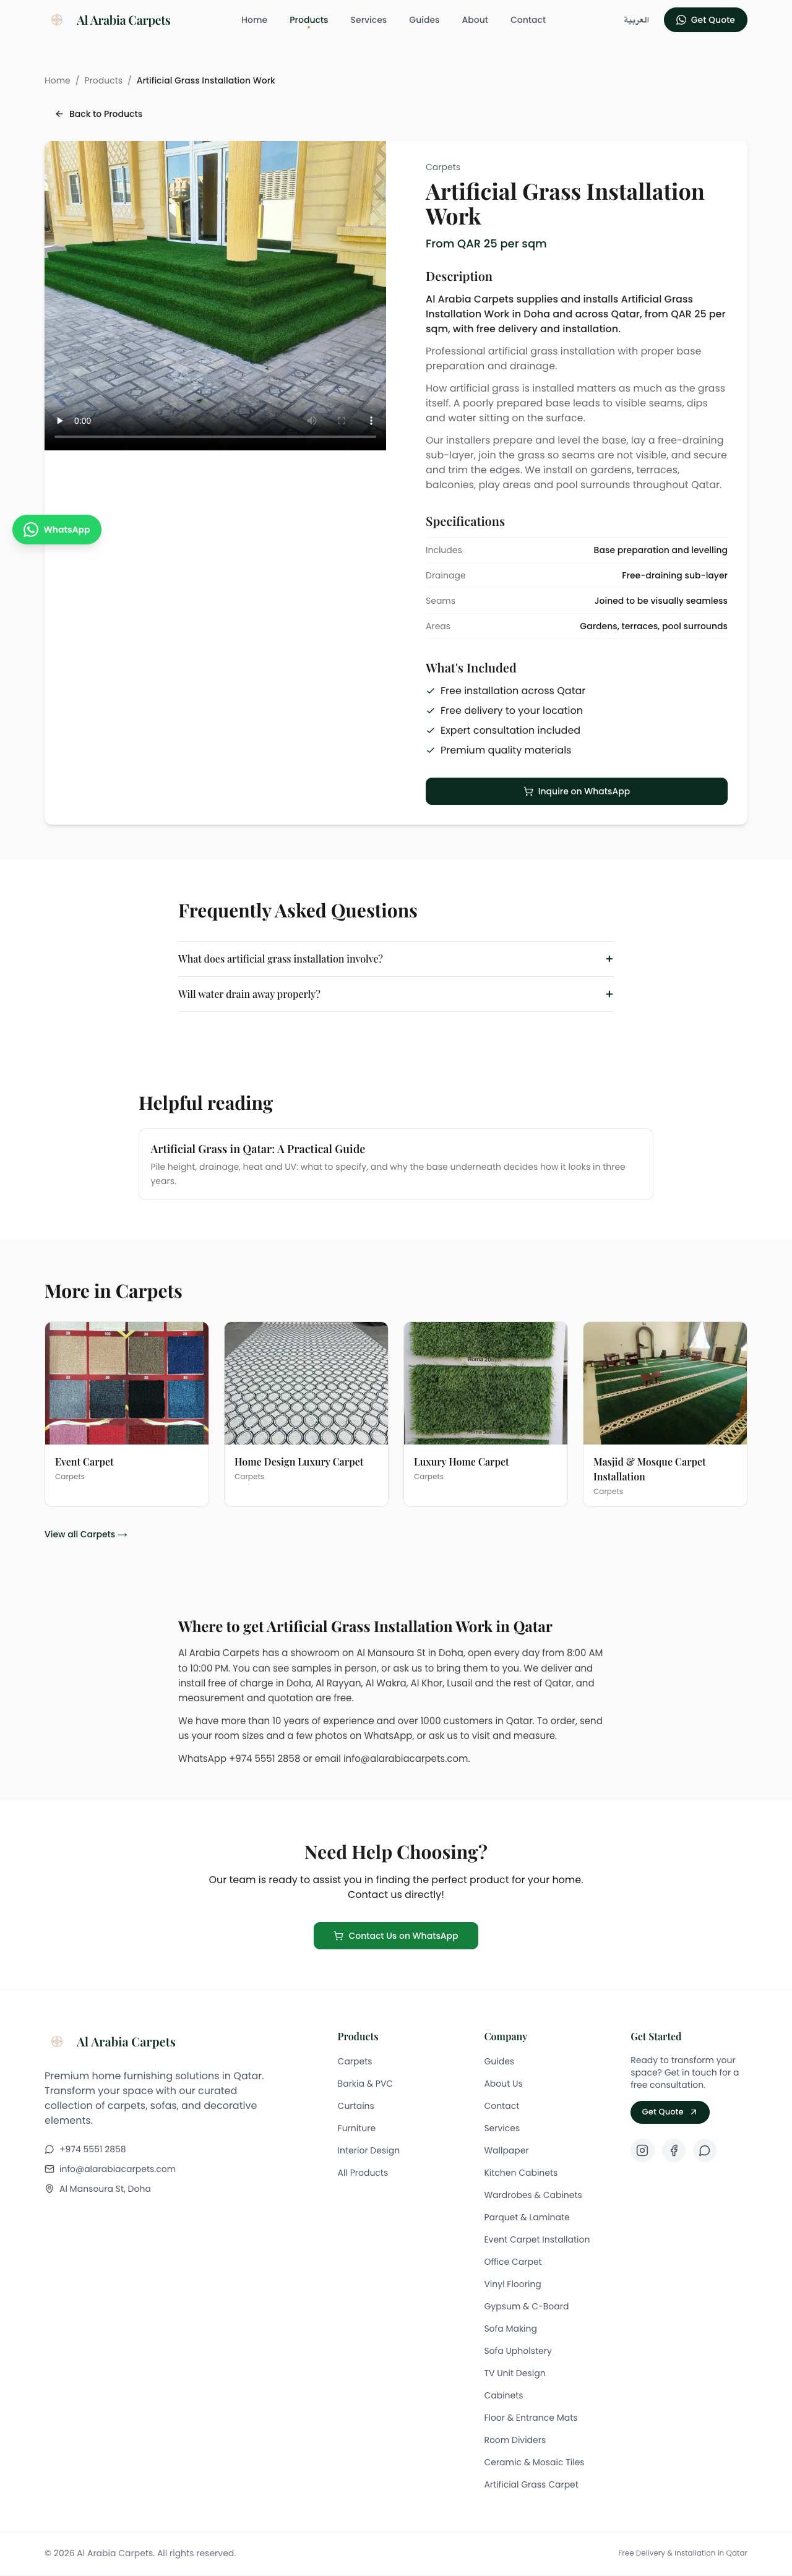 Al Arabia Carpets
Home
Products
Services
Guides
About
Contact
العربية
Get Quote
Home / Products / Artificial Grass Installation Work
Back to Products
0:00
Carpets
Artificial Grass Installation
Work
From QAR 25 per sqm
Description
Al Arabia Carpets supplies and installs Artificial Grass
Installation Work in Doha and across Qatar, from QAR 25 per
sqm, with free delivery and installation.
Professional artificial grass installation with proper base
preparation and drainage.
How artificial grass is installed matters as much as the grass
itself. A poorly prepared base leads to visible seams, dips
and water sitting on the surface.
Our installers prepare and level the base, lay a free-draining
sub-layer, join the grass so seams are not visible, and secure
and trim the edges. We install on gardens, terraces,
balconies, play areas and pool surrounds throughout Qatar.
WhatsApp
Specifications
Includes Base preparation and levelling
Drainage Free-draining sub-layer
Seams Joined to be visually seamless
Areas Gardens, terraces, pool surrounds
What's Included
Free installation across Qatar
Free delivery to your location
Expert consultation included
Premium quality materials
Inquire on WhatsApp
Frequently Asked Questions
What does artificial grass installation involve? +
Will water drain away properly? +
Helpful reading
Artificial Grass in Qatar: A Practical Guide
Pile height, drainage, heat and UV: what to specify, and why the base underneath decides how it looks in three
years.
More in Carpets
Event Carpet
Carpets
Home Design Luxury Carpet
Carpets
Luxury Home Carpet
Carpets
Masjid & Mosque Carpet
Installation
Carpets
View all Carpets →
Where to get Artificial Grass Installation Work in Qatar
Al Arabia Carpets has a showroom on Al Mansoura St in Doha, open every day from 8:00 AM
to 10:00 PM. You can see samples in person, or ask us to bring them to you. We deliver and
install free of charge in Doha, Al Rayyan, Al Wakra, Al Khor, Lusail and the rest of Qatar, and
measurement and quotation are free.
We have more than 10 years of experience and over 1000 customers in Qatar. To order, send
us your room sizes and a few photos on WhatsApp, or ask us to visit and measure.
WhatsApp +974 5551 2858 or email info@alarabiacarpets.com.
Need Help Choosing?
Our team is ready to assist you in finding the perfect product for your home.
Contact us directly!
Contact Us on WhatsApp
Al Arabia Carpets
Premium home furnishing solutions in Qatar.
Transform your space with our curated
collection of carpets, sofas, and decorative
elements.
+974 5551 2858
info@alarabiacarpets.com
Al Mansoura St, Doha
Products
Carpets
Barkia & PVC
Curtains
Furniture
Interior Design
All Products
Company
Guides
About Us
Contact
Services
Wallpaper
Kitchen Cabinets
Wardrobes & Cabinets
Parquet & Laminate
Event Carpet Installation
Office Carpet
Vinyl Flooring
Gypsum & C-Board
Sofa Making
Sofa Upholstery
TV Unit Design
Cabinets
Floor & Entrance Mats
Room Dividers
Ceramic & Mosaic Tiles
Artificial Grass Carpet
Get Started
Ready to transform your
space? Get in touch for a
free consultation.
Get Quote
© 2026 Al Arabia Carpets. All rights reserved.
Free Delivery & Installation in Qatar